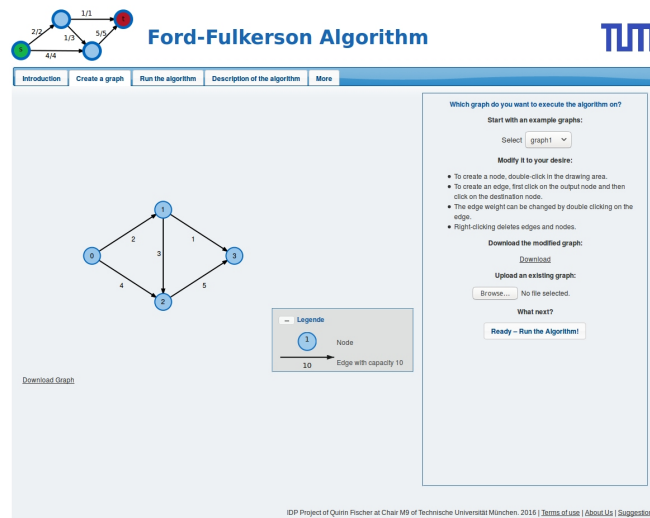 1/1
2/2
1/3
5/5
S
4/4
Ford-Fulkerson Algorithm
TUM
Introduction
Create a graph
Run the algorithm
Description of the algorithm
More
Which graph do you want to execute the algorithm on?
Start with an example graphs:
Select graph1
Modify it to your desire:
To create a node, double-click in the drawing area.
To create an edge, first click on the output node and then
click on the destination node.
The edge weight can be changed by double clicking on the
edge.
Right-clicking deletes edges and nodes.
Download the modified graph:
Download
Upload an existing graph:
Browse... No file selected.
What next?
Ready – Run the Algorithm!
1
2
1
0
3
3
4
5
2
– Legende
1
Node
10
Edge with capacity 10
Download Graph
IDP Project of Quirin Fischer at Chair M9 of Technische Universität München. 2016 | Terms of use | About Us | Suggestion